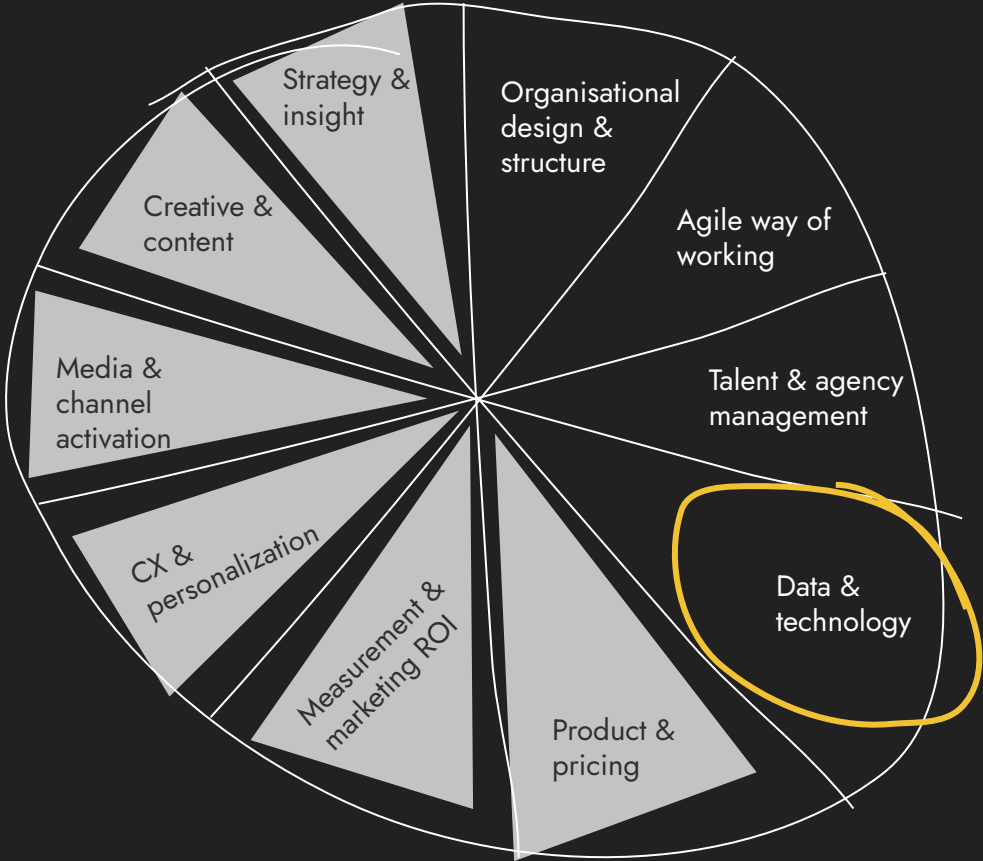 Strategy &
insight
Organisational
design &
structure
Agile way of
working
Talent & agency
management
Data &
technology
Product &
pricing
Measurement &
marketing ROI
CX &
personalization
Media &
channel
activation
Creative &
content